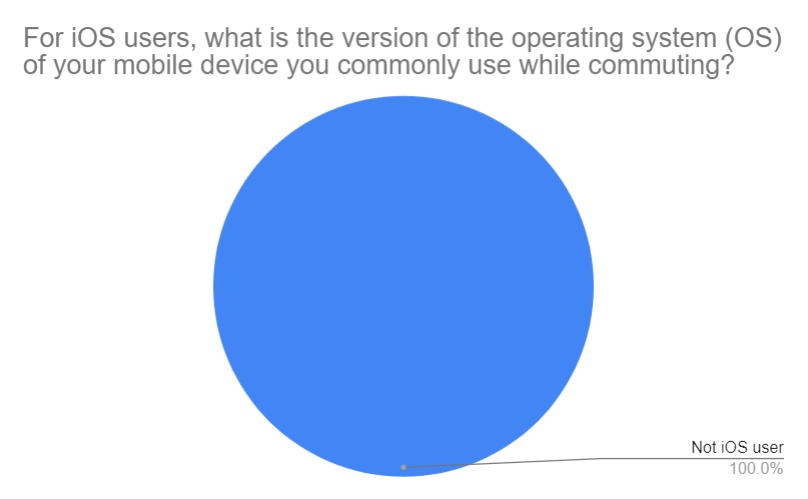 For iOS users, what is the version of the operating system (OS)
of your mobile device you commonly use while commuting?
Not iOS user
100.0%